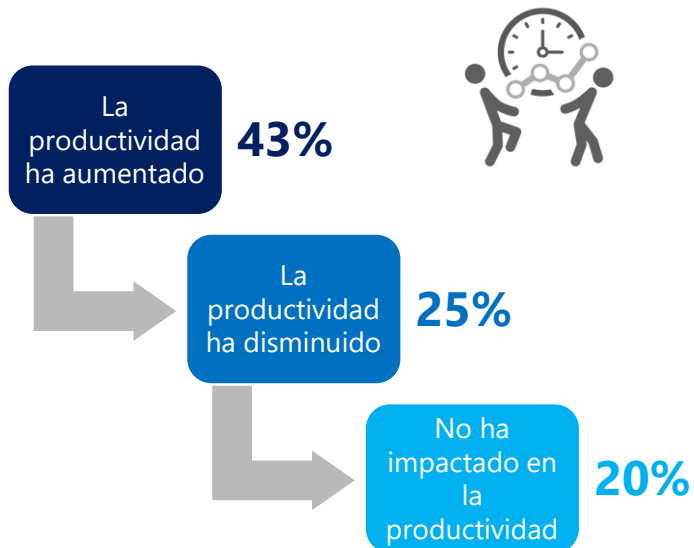 La
productividad
ha aumentado
43%
La
productividad
ha disminuido
25%
No ha
impactado en
la
productividad
20%